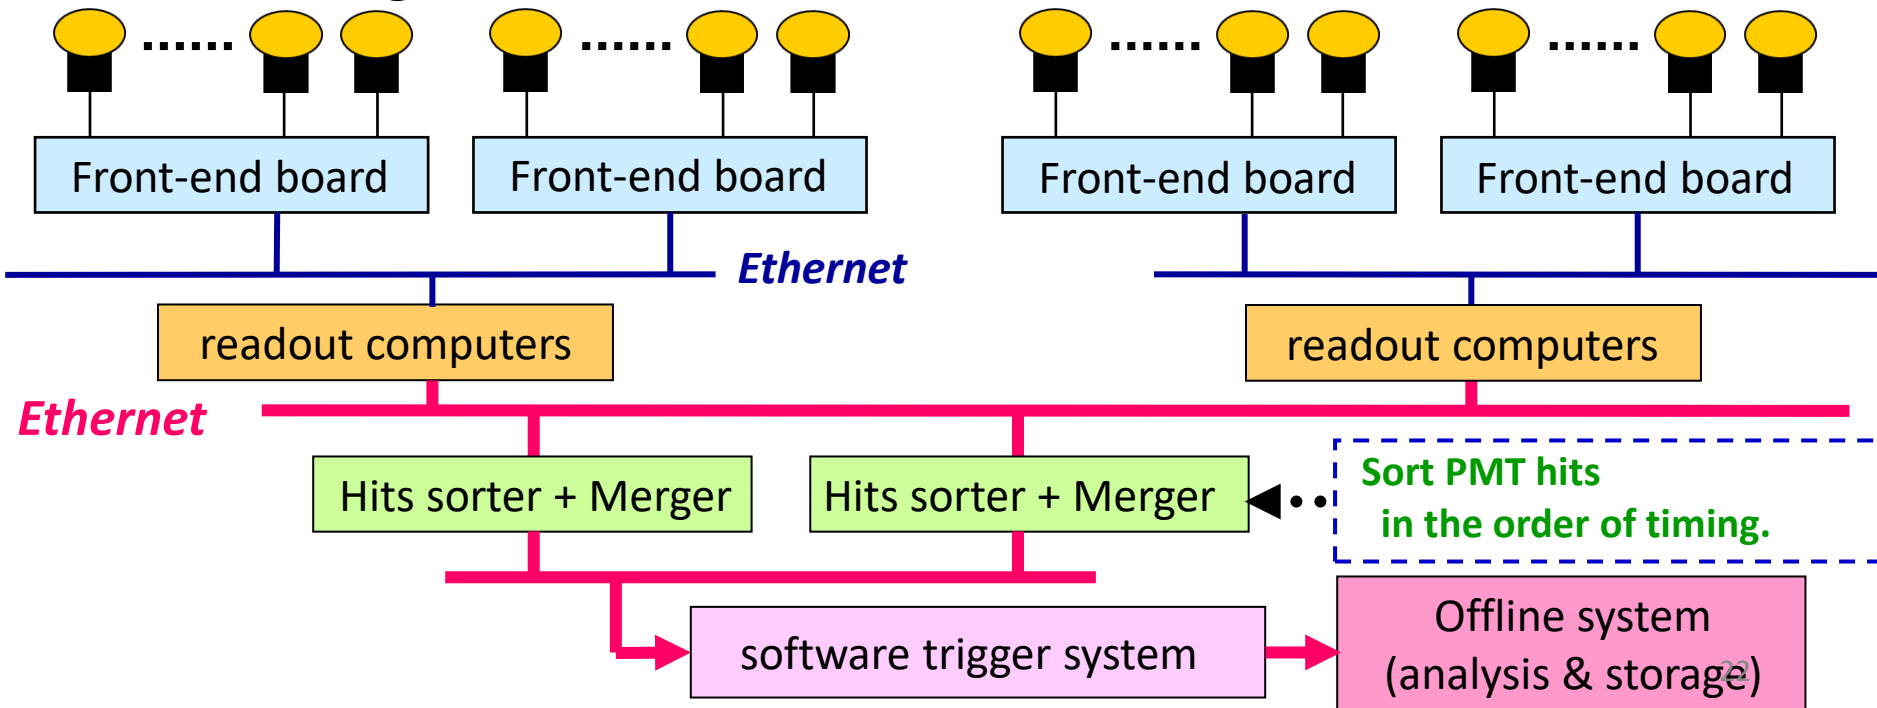 Front-end board
Front-end board
Front-end board
Front-end board
Ethernet
readout computers
readout computers
Ethernet
Hits sorter + Merger
Hits sorter + Merger
Sort PMT hits
in the order of timing.
software trigger system
Offline system
(analysis & storage)
22